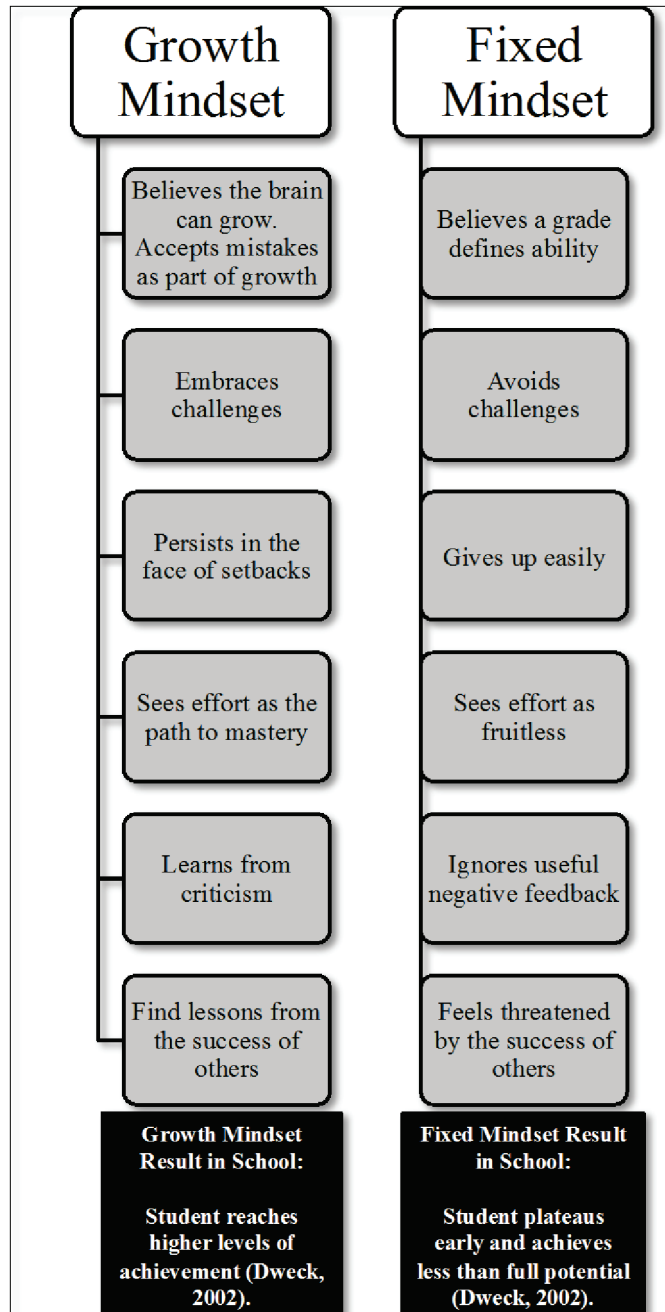 Growth
Mindset
Believes the brain
can grow.
Accepts mistakes
as part of growth
Embraces
challenges
Persists in the
face of setbacks
Sees effort as the
path to mastery
Learns from
criticism
Find lessons from
the success of
others
Growth Mindset
Result in School:
Student reaches
higher levels of
achievement (Dweck,
2002).
Fixed
Mindset
Believes a grade
defines ability
Avoids
challenges
Gives up easily
Sees effort as
fruitless
Ignores useful
negative feedback
Feels threatened
by the success of
others
Fixed Mindset Result
in School:
Student plateaus
early and achieves
less than full potential
(Dweck, 2002).